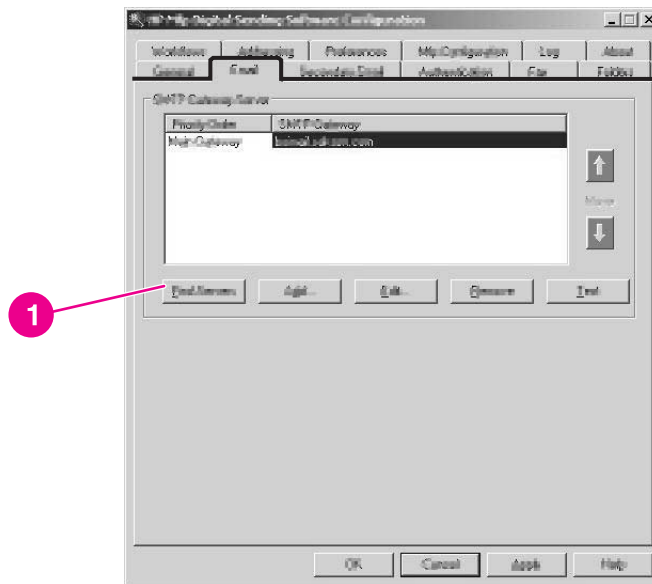 HP Mfp Digital Sending Software Configuration
Workflows Addressing Preferences Mfp Configuration Log About
General Email Secondary Email Authentication Fax Folders
SMTP Gateway Server
Priority Order SMTP Gateway
Main Gateway
Move
1
Find Servers Add... Edit... Remove Test
OK Cancel Apply Help